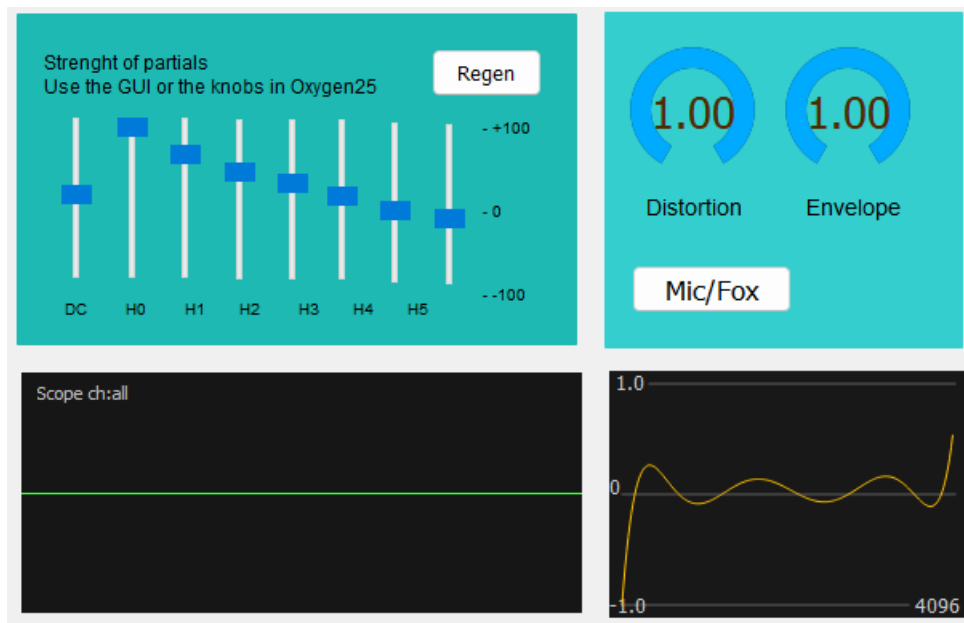 Strenght of partials
Use the GUI or the knobs in Oxygen25
Regen
- +100
- 0
- -100
DC H0 H1 H2 H3 H4 H5
1.00 1.00
Distortion Envelope
Mic/Fox
Scope ch:all
1.0
0
-1.0 4096